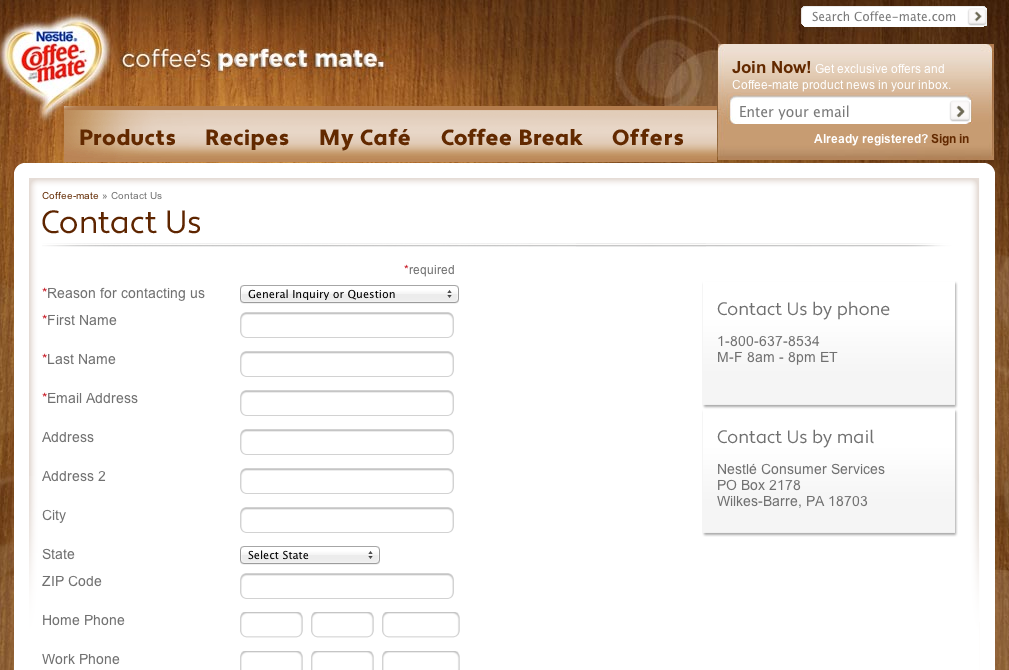 Search Coffee-mate.com
Nestlé®
Coffee-
mate
coffee's perfect mate.
Join Now! Get exclusive offers and
Coffee-mate product news in your inbox.
Enter your email
Already registered? Sign in
Products Recipes My Café Coffee Break Offers
Coffee-mate » Contact Us
Contact Us
*required
*Reason for contacting us General Inquiry or Question
*First Name
*Last Name
*Email Address
Address
Address 2
City
State Select State
ZIP Code
Home Phone
Work Phone
Contact Us by phone
1-800-637-8534
M-F 8am - 8pm ET
Contact Us by mail
Nestlé Consumer Services
PO Box 2178
Wilkes-Barre, PA 18703